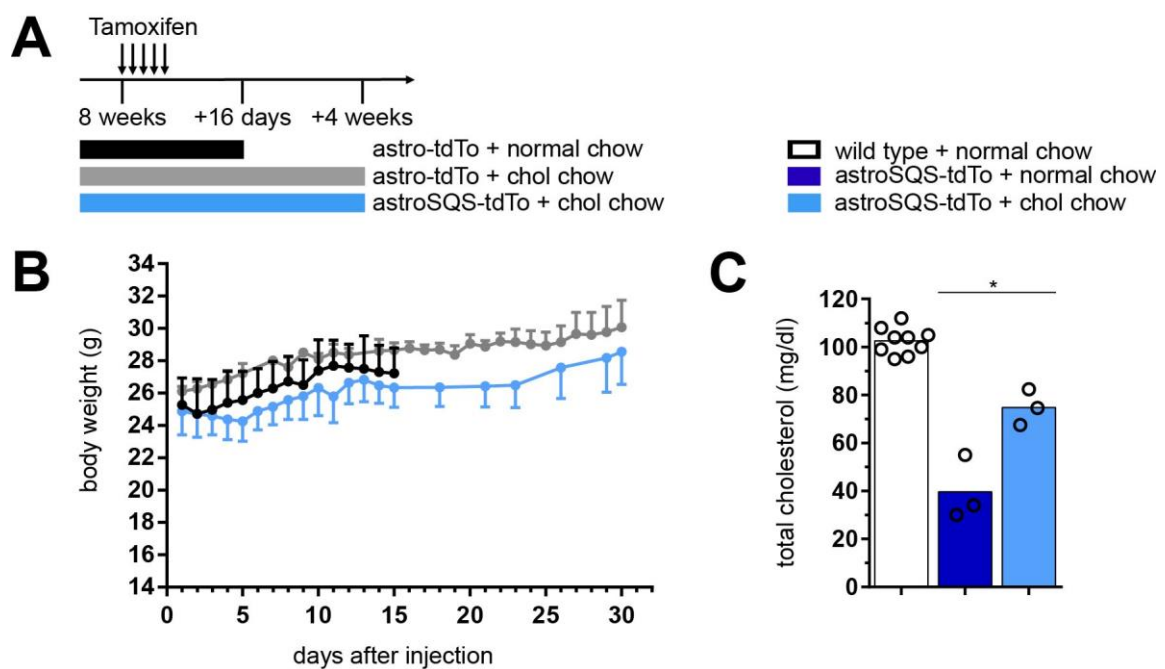 A
Tamoxifen
8 weeks +16 days +4 weeks
astro-tdTo + normal chow
astro-tdTo + chol chow
astroSQS-tdTo + chol chow
wild type + normal chow
astroSQS-tdTo + normal chow
astroSQS-tdTo + chol chow
B
body weight (g)
34
32
30
28
26
24
22
20
18
16
14
0 5 10 15 20 25 30
days after injection
C
*
total cholesterol (mg/dl)
120
100
80
60
40
20
0